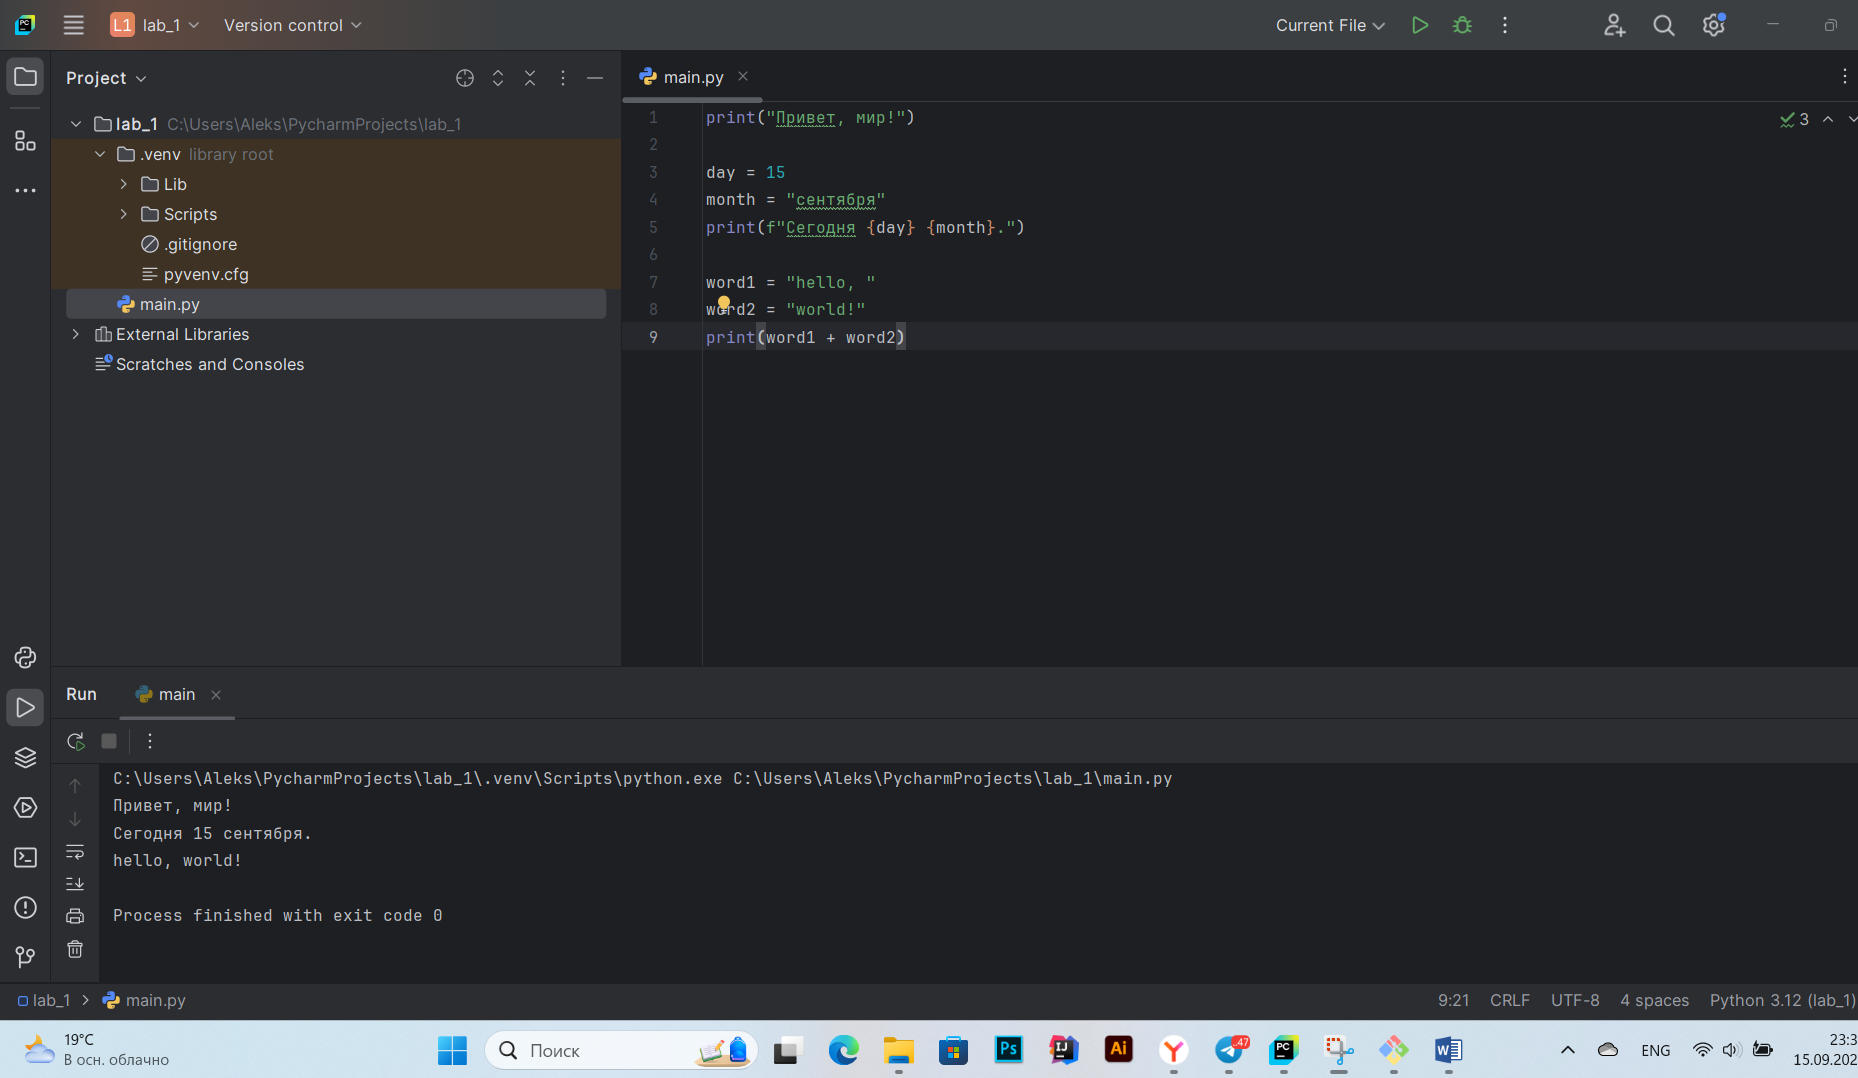 L1 lab_1 Version control Current File
Project
main.py
lab_1 C:\Users\Aleks\PycharmProjects\lab_1
.venv library root
Lib
Scripts
.gitignore
pyvenv.cfg
main.py
External Libraries
Scratches and Consoles
1 print("Привет, мир!")
2
3 day = 15
4 month = "сентября"
5 print(f"Сегодня {day} {month}.")
6
7 word1 = "hello, "
8 word2 = "world!"
9 print(word1 + word2)
3
Run main
C:\Users\Aleks\PycharmProjects\lab_1\.venv\Scripts\python.exe C:\Users\Aleks\PycharmProjects\lab_1\main.py
Привет, мир!
Сегодня 15 сентября.
hello, world!
Process finished with exit code 0
lab_1 main.py 9:21 CRLF UTF-8 4 spaces Python 3.12 (lab_1)
19°C
В осн. облачно
Поиск
Ps
IJ
Ai
47
PC
W
ENG
23:3
15.09.202